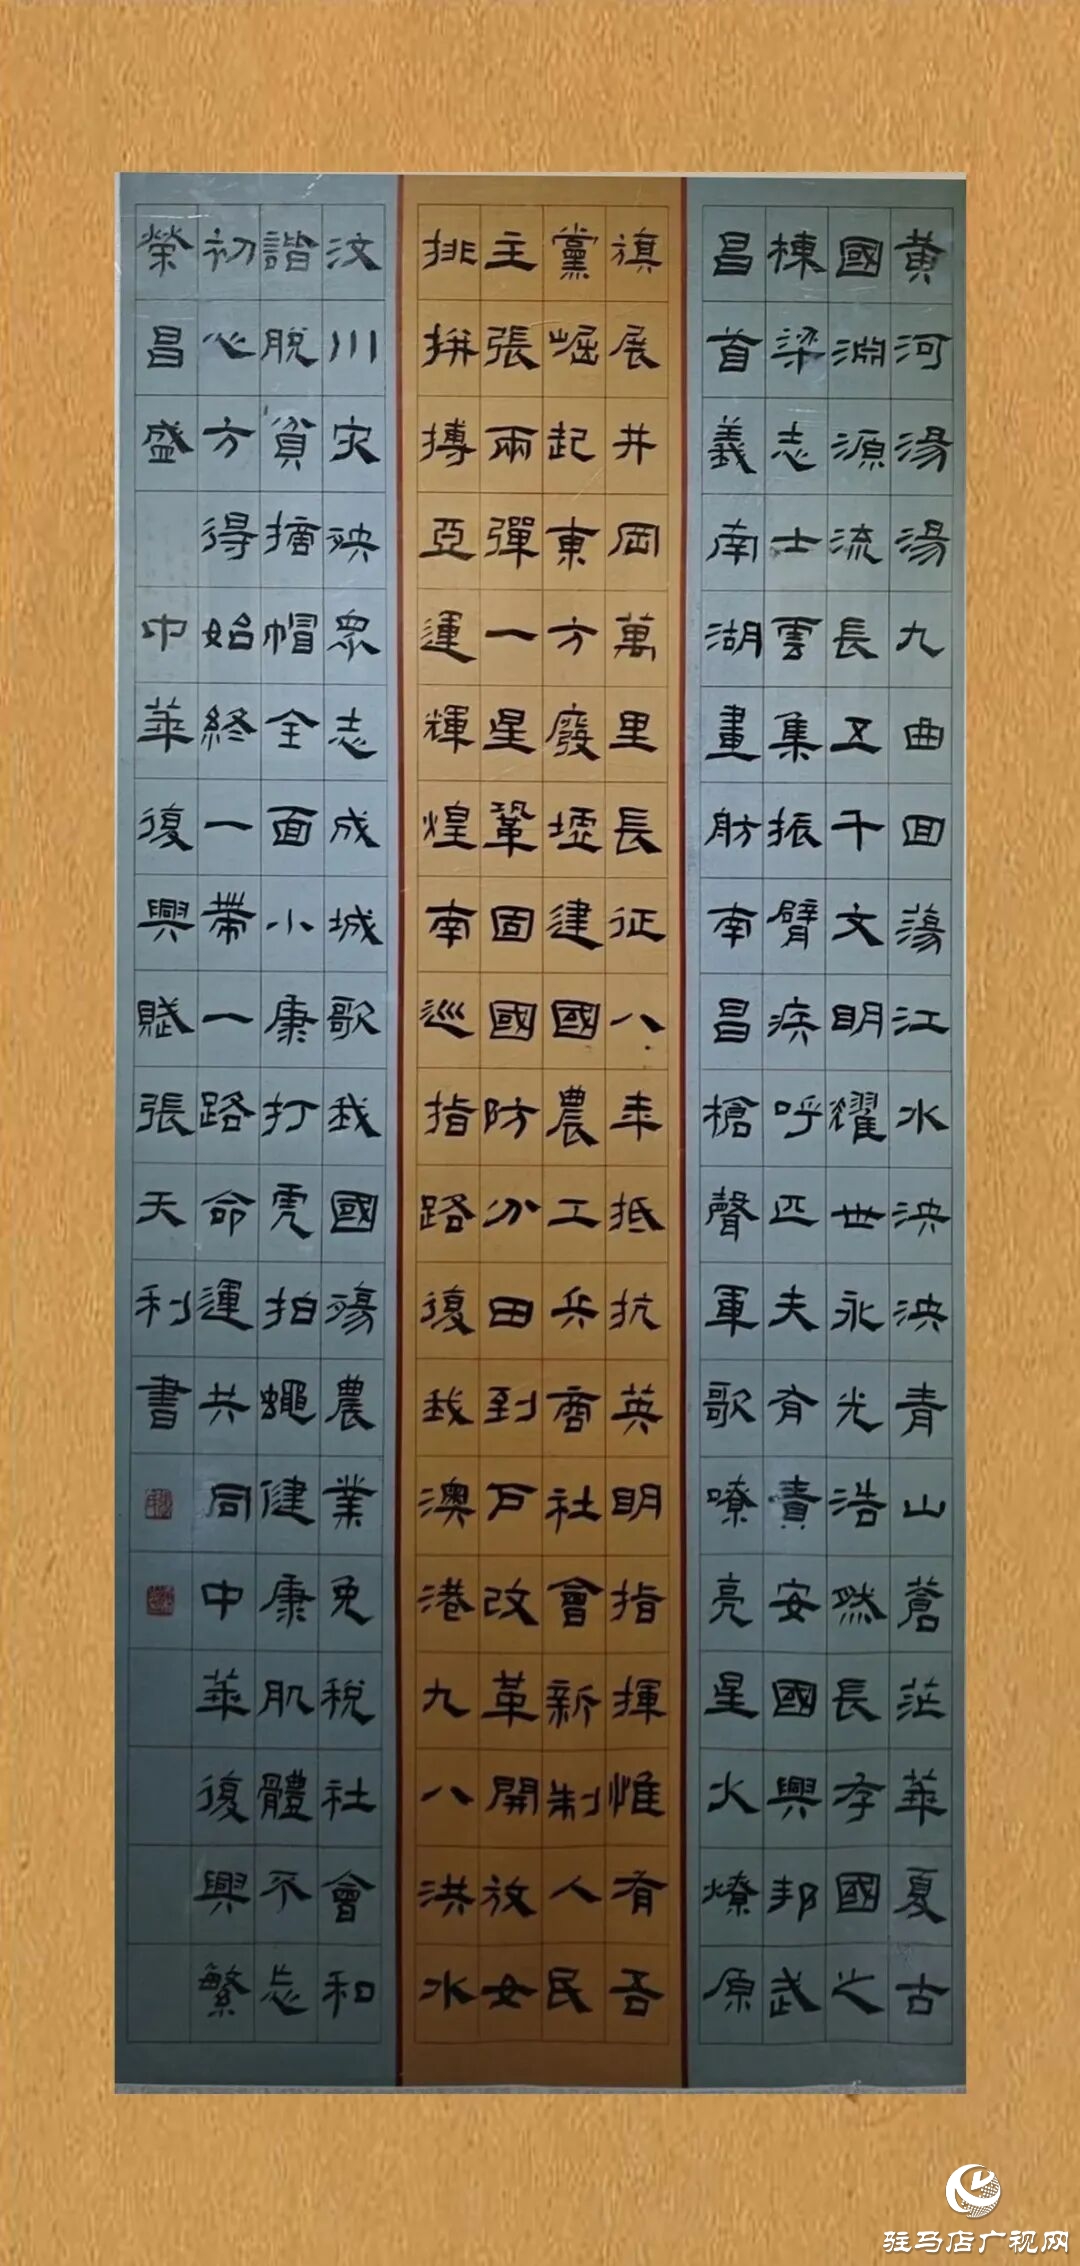 黃河湯湯九曲回蕩江水泱泱青山蒼茫華夏古
國淵源流長五千文明耀世永光浩然長存國之
棟梁志士雲集振臂疾呼匹夫有責安國興邦武
昌首義南湖畫舫南昌槍聲軍歌嘹亮星火燎原
旗展井岡萬里長征八年抵抗英明指揮惟有吾
黨崛起東方廢墟建國農工兵商社會新制人民
主張兩彈一星鞏固國防分田到戶改革開放女
排拼搏亞運輝煌南巡指路復我澳港九八洪水
汶川灾殃眾志成城歌我國殤農業免稅社會和
諧脫貧摘帽全面小康打虎拍蠅健康肌體不忘
初心方得始終一帶一路命運共同中華復興繁
榮昌盛 中華復興賦張天利書
驻马店广视网